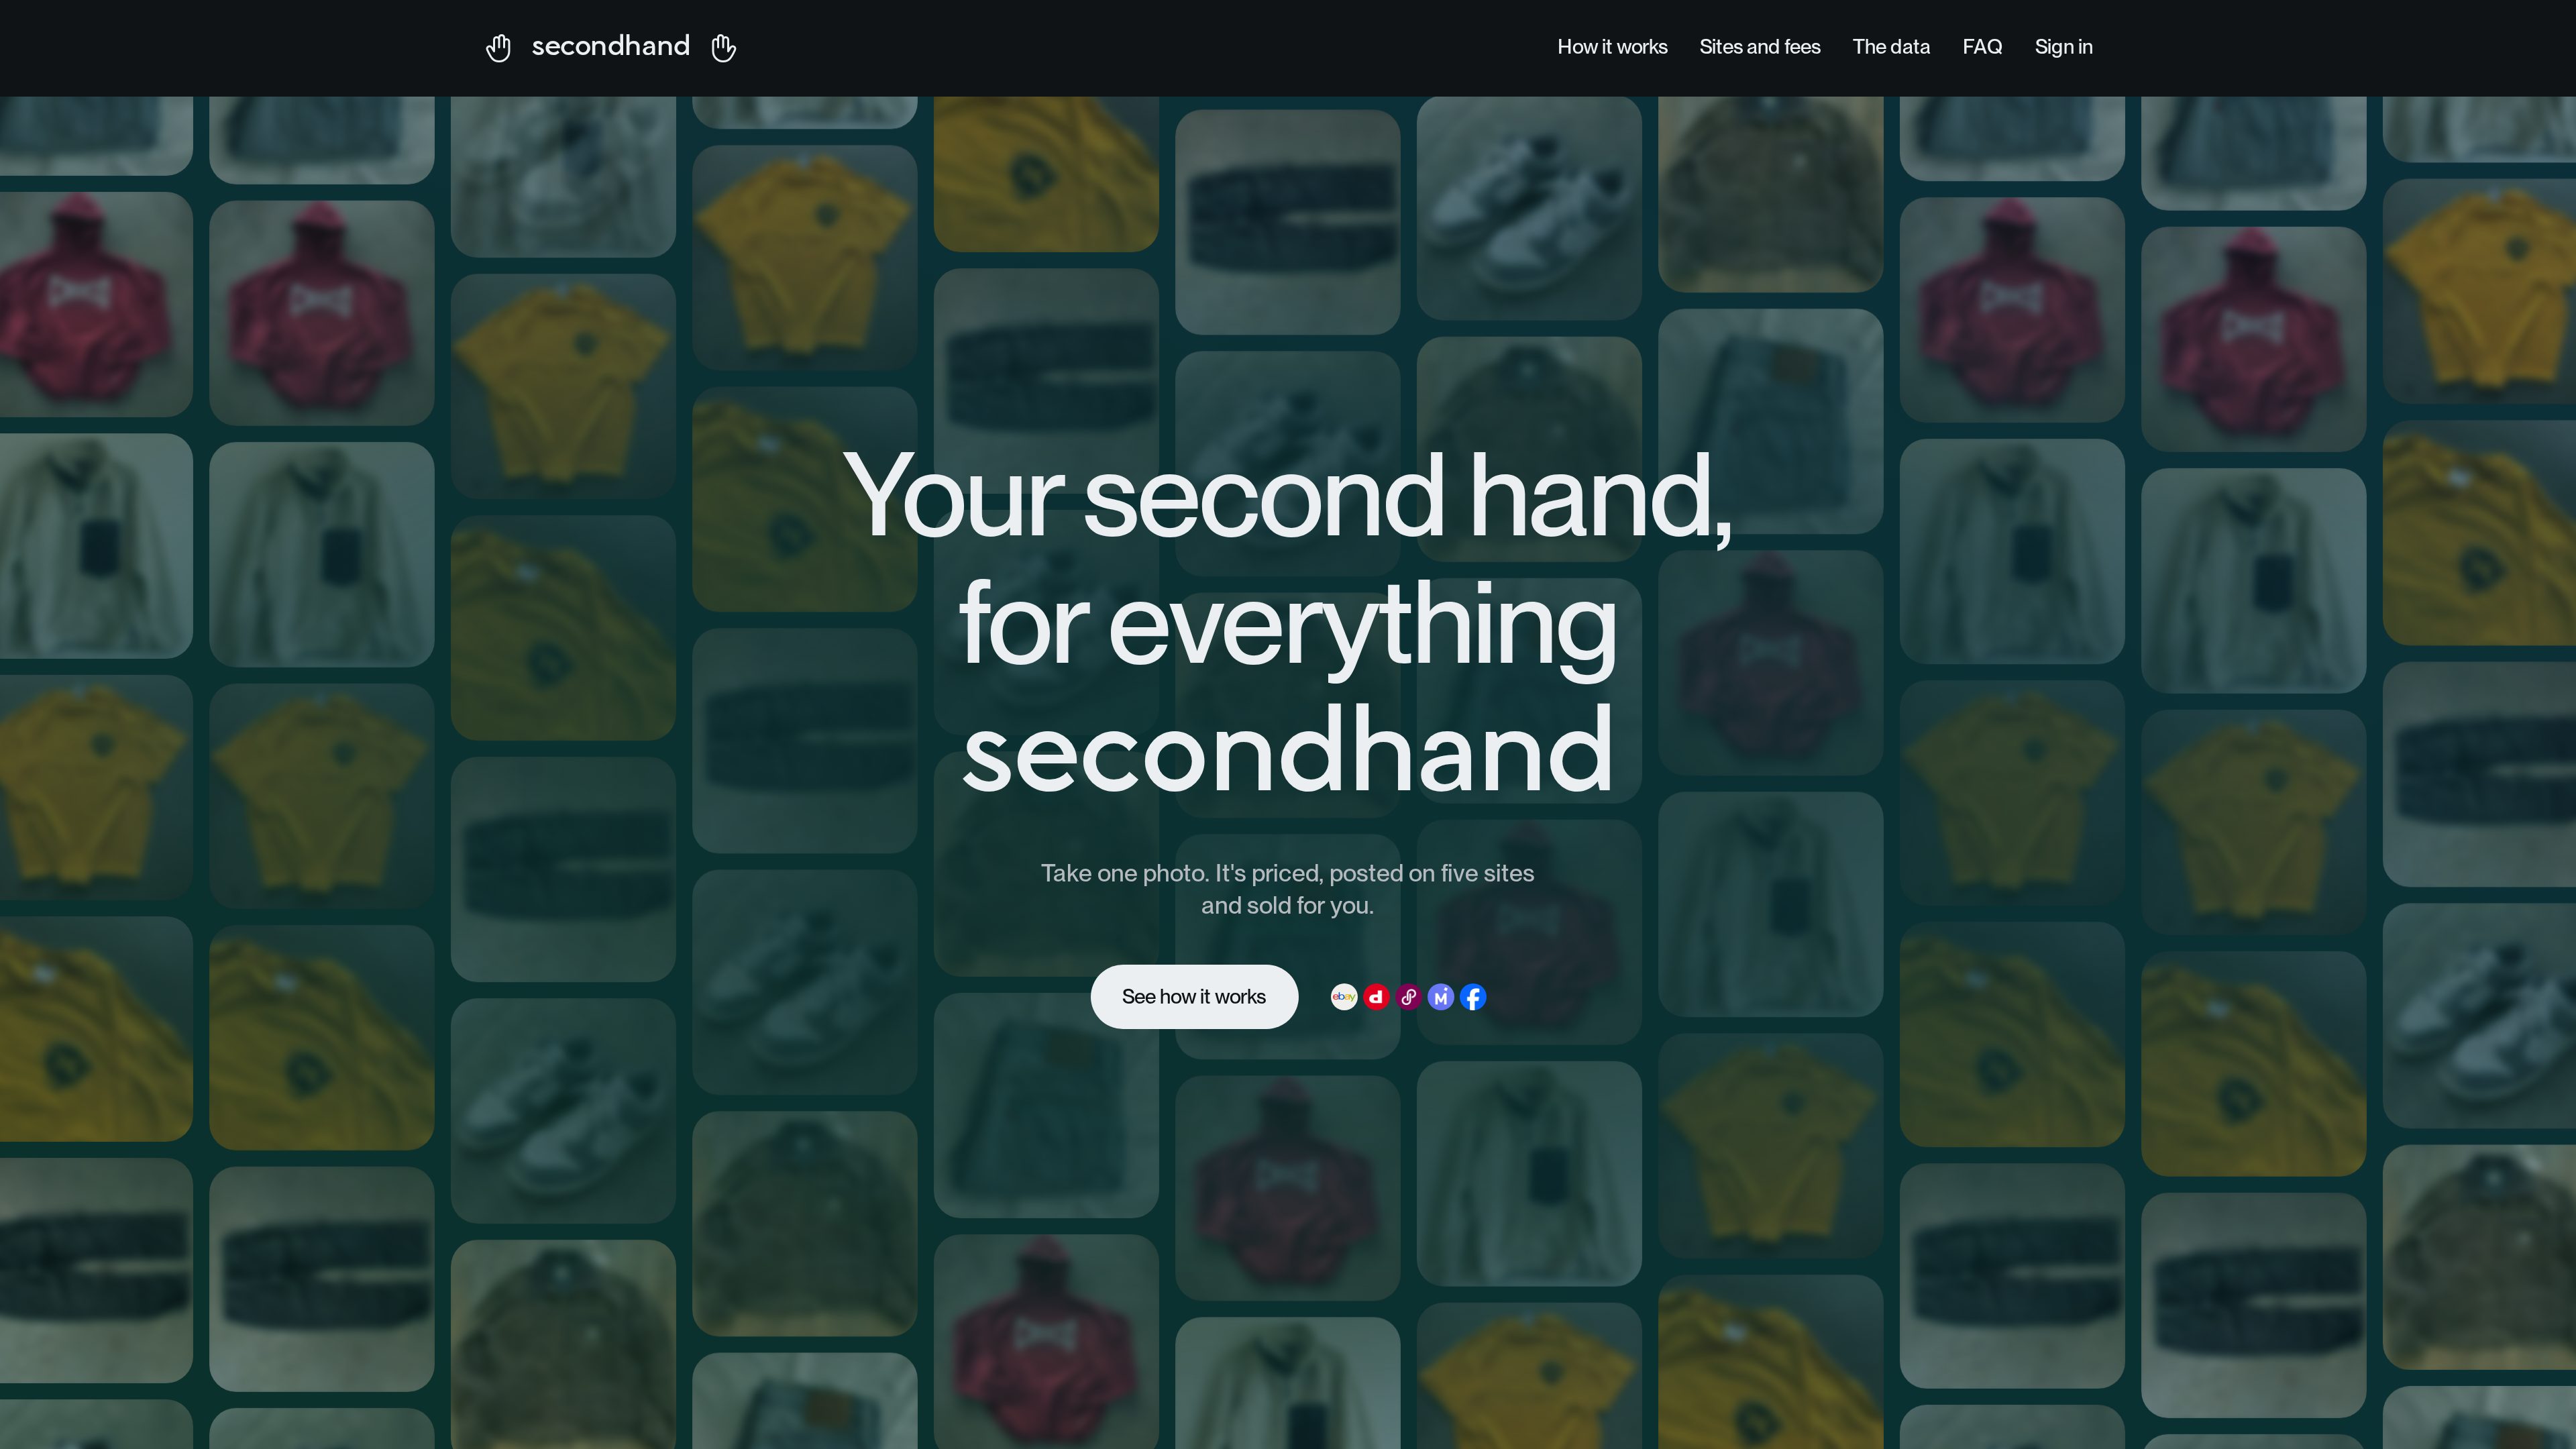 secondhand
How it works
Sites and fees
The data
FAQ
Sign in
Your second hand,
for everything
secondhand
Take one photo. It's priced, posted on five sites
and sold for you.
See how it works
ebay